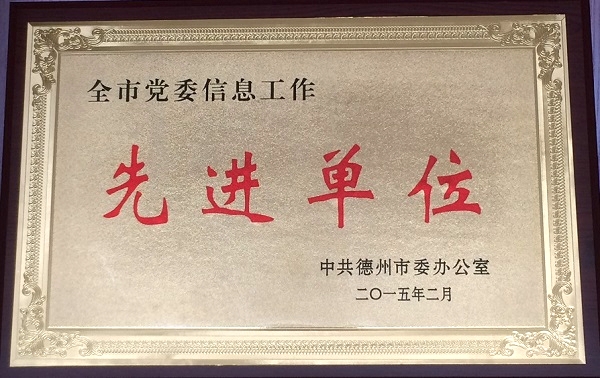 全市党委信息工作
先进单位
中共德州市委办公室
二〇一五年二月